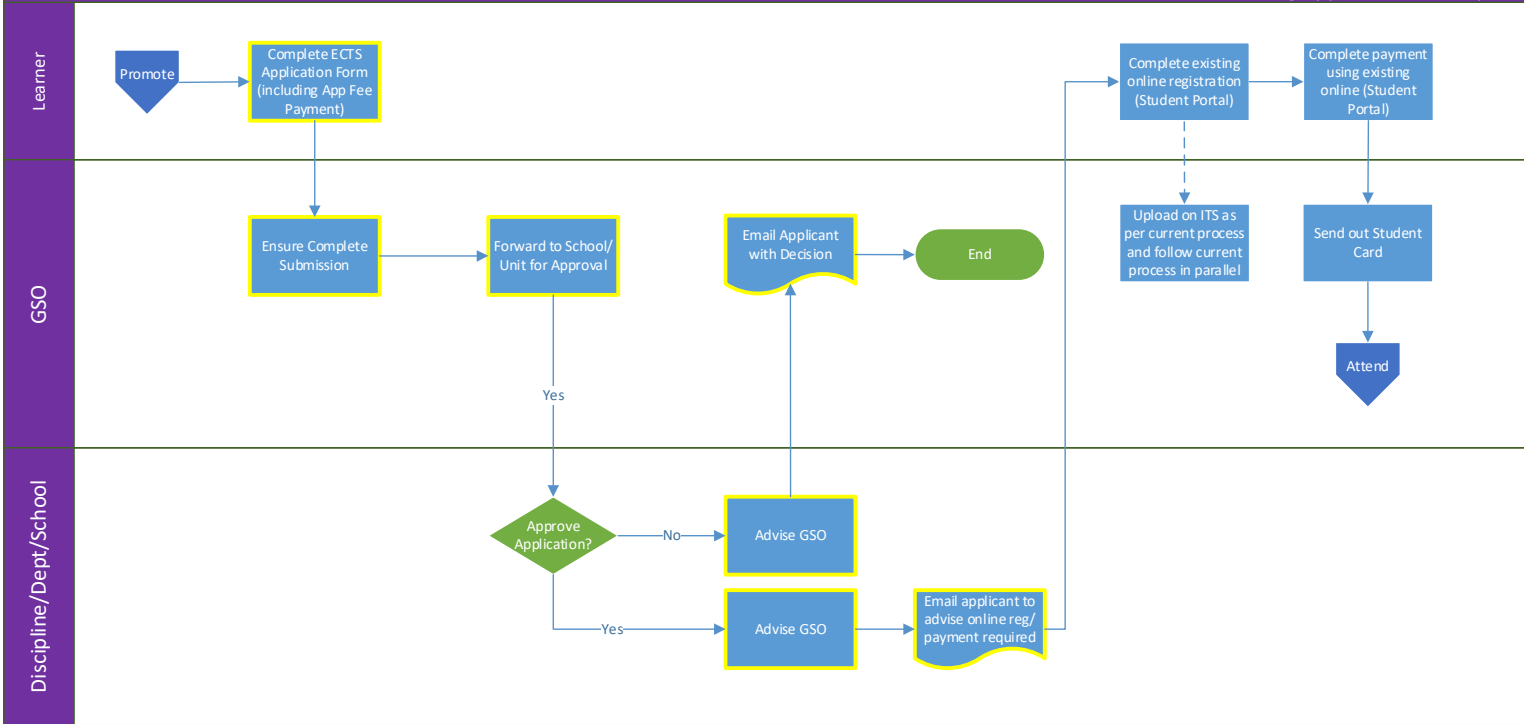 Learner
Promote
Complete ECTS
Application Form
(including App Fee
Payment)
Complete existing
online registration
(Student Portal)
Complete payment
using existing
online (Student
Portal)
GSO
Ensure Complete
Submission
Forward to School/
Unit for Approval
Email Applicant
with Decision
End
Upload on ITS as
per current process
and follow current
process in parallel
Send out Student
Card
Attend
Yes
Discipline/Dept/School
Approve
Application?
No
Advise GSO
Yes
Advise GSO
Email applicant to
advise online reg/
payment required